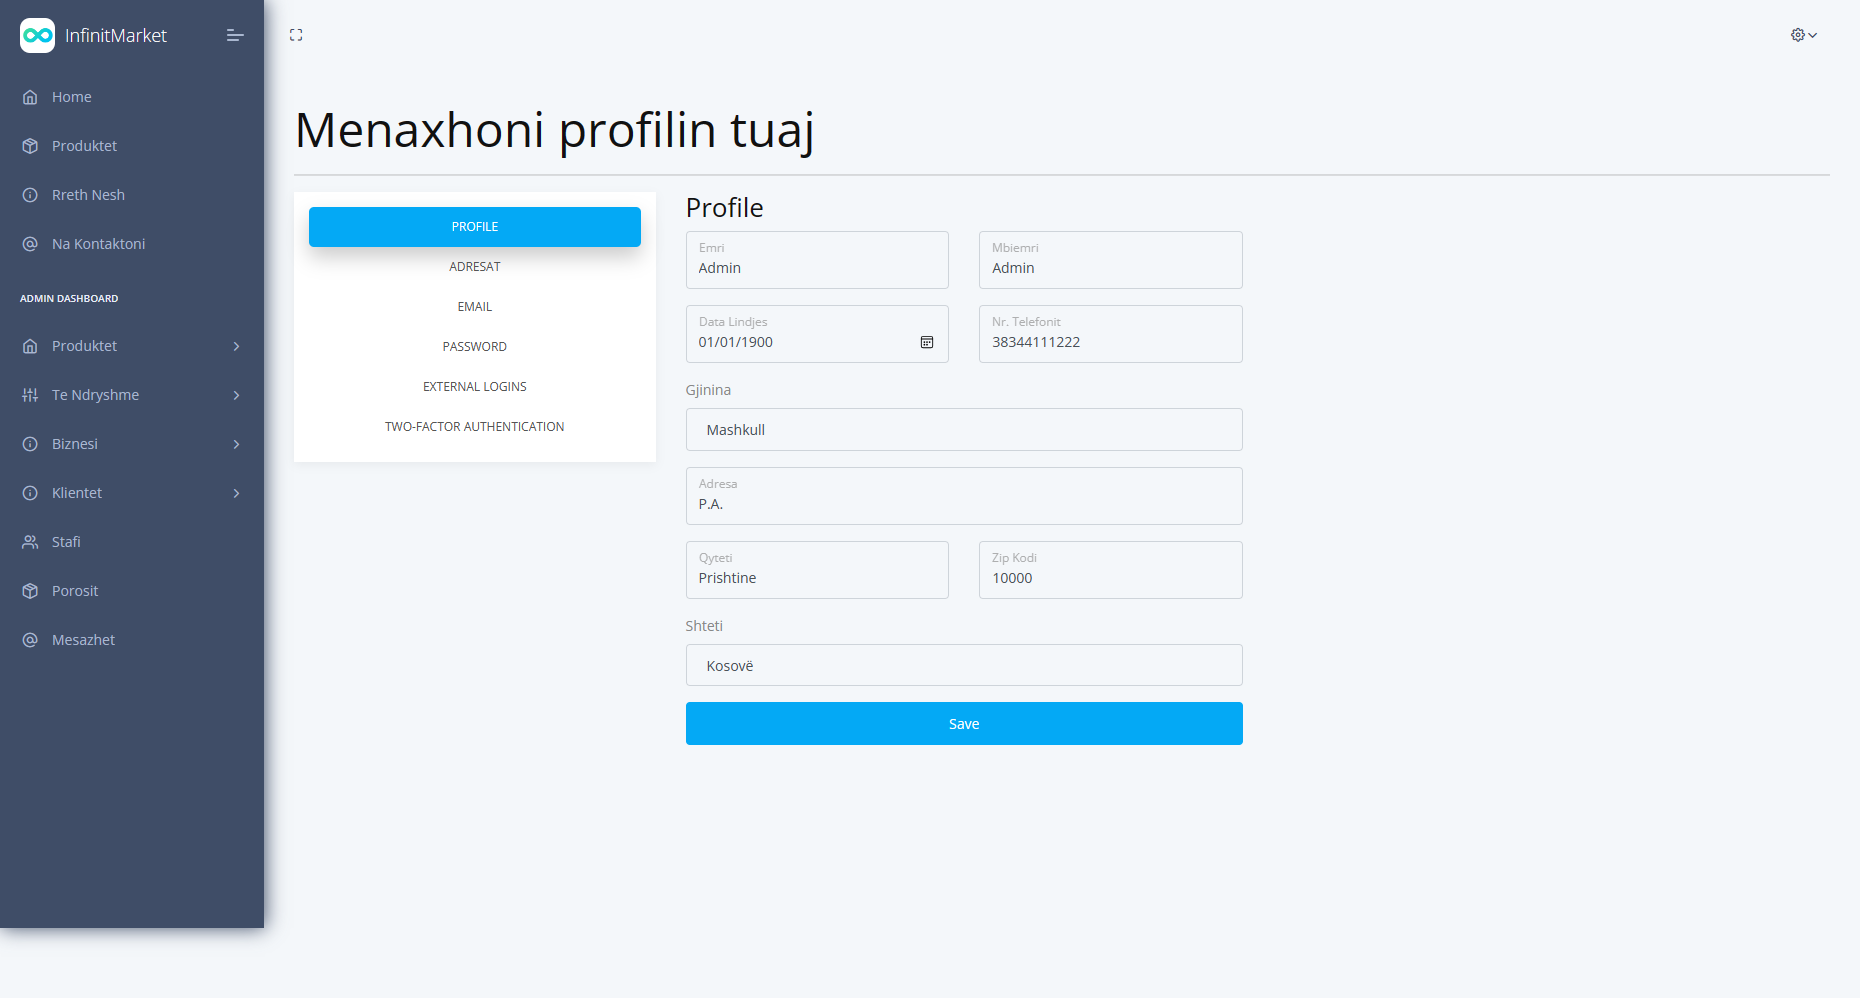 InfinitMarket
Home
Produktet
Rreth Nesh
Na Kontaktoni
ADMIN DASHBOARD
Produktet
Te Ndryshme
Biznesi
Klientet
Stafi
Porosit
Mesazhet
Menaxhoni profilin tuaj
PROFILE
ADRESAT
EMAIL
PASSWORD
EXTERNAL LOGINS
TWO-FACTOR AUTHENTICATION
Profile
Emri
Admin
Mbiemri
Admin
Data Lindjes
01/01/1900
Nr. Telefonit
38344111222
Gjinina
Mashkull
Adresa
P.A.
Qyteti
Prishtine
Zip Kodi
10000
Shteti
Kosovë
Save